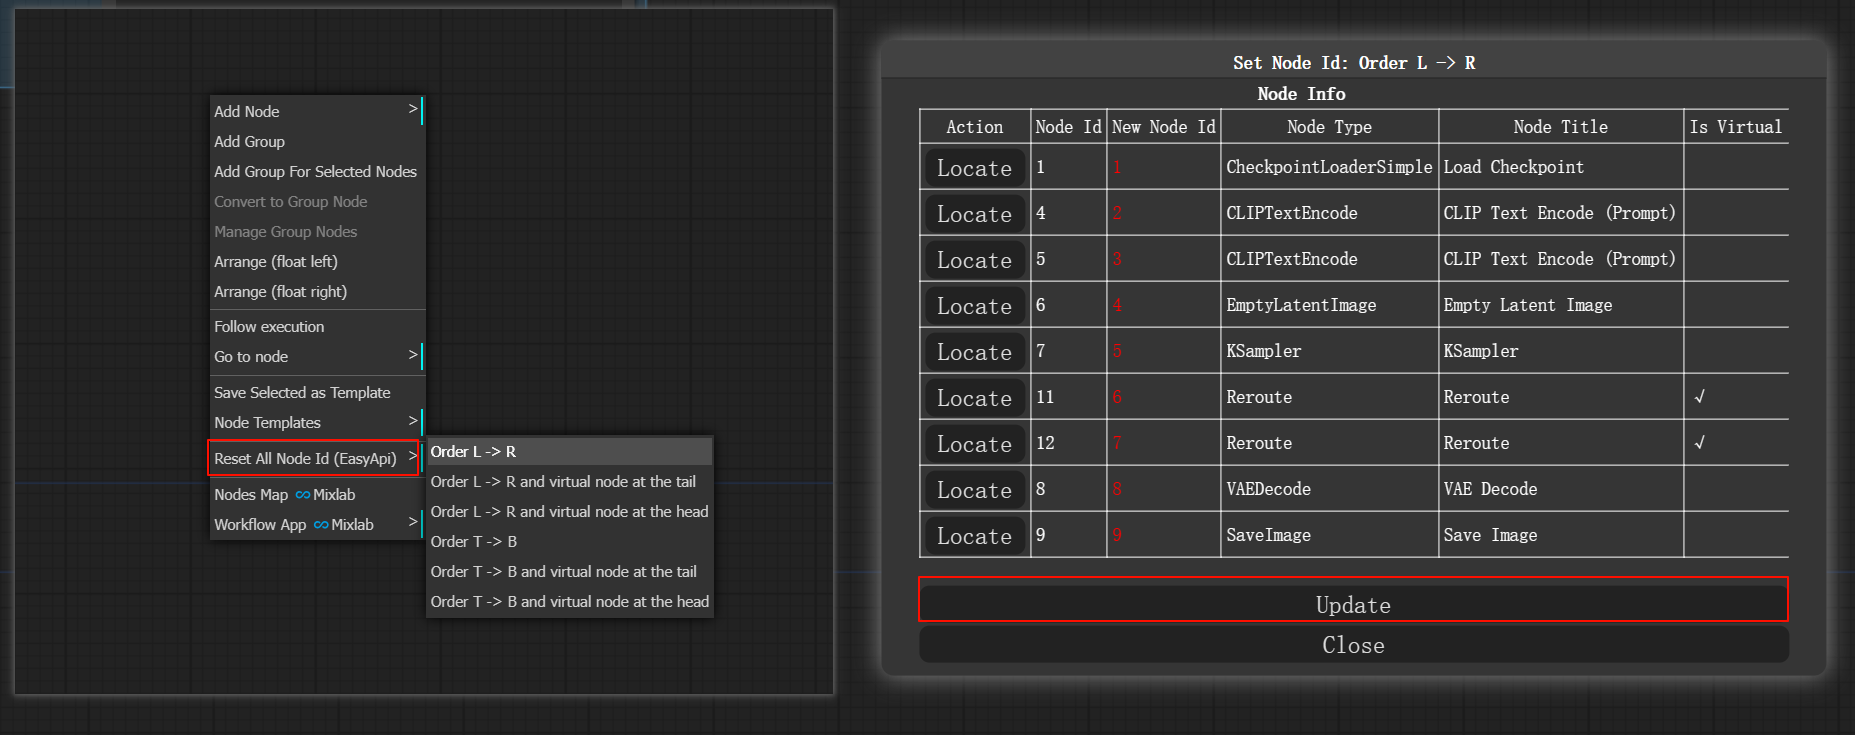 Add Node >
Add Group
Add Group For Selected Nodes
Convert to Group Node
Manage Group Nodes
Arrange (float left)
Arrange (float right)
Follow execution
Go to node >
Save Selected as Template
Node Templates >
Reset All Node Id (EasyApi) >
Nodes Map ∞Mixlab
Workflow App ∞Mixlab >
Order L -> R
Order L -> R and virtual node at the tail
Order L -> R and virtual node at the head
Order T -> B
Order T -> B and virtual node at the tail
Order T -> B and virtual node at the head
Set Node Id: Order L -> R
Node Info
Action Node Id New Node Id Node Type Node Title Is Virtual
Locate 1 1 CheckpointLoaderSimple Load Checkpoint
Locate 4 2 CLIPTextEncode CLIP Text Encode (Prompt)
Locate 5 3 CLIPTextEncode CLIP Text Encode (Prompt)
Locate 6 4 EmptyLatentImage Empty Latent Image
Locate 7 5 KSampler KSampler
Locate 11 6 Reroute Reroute √
Locate 12 7 Reroute Reroute √
Locate 8 8 VAEDecode VAE Decode
Locate 9 9 SaveImage Save Image
Update
Close